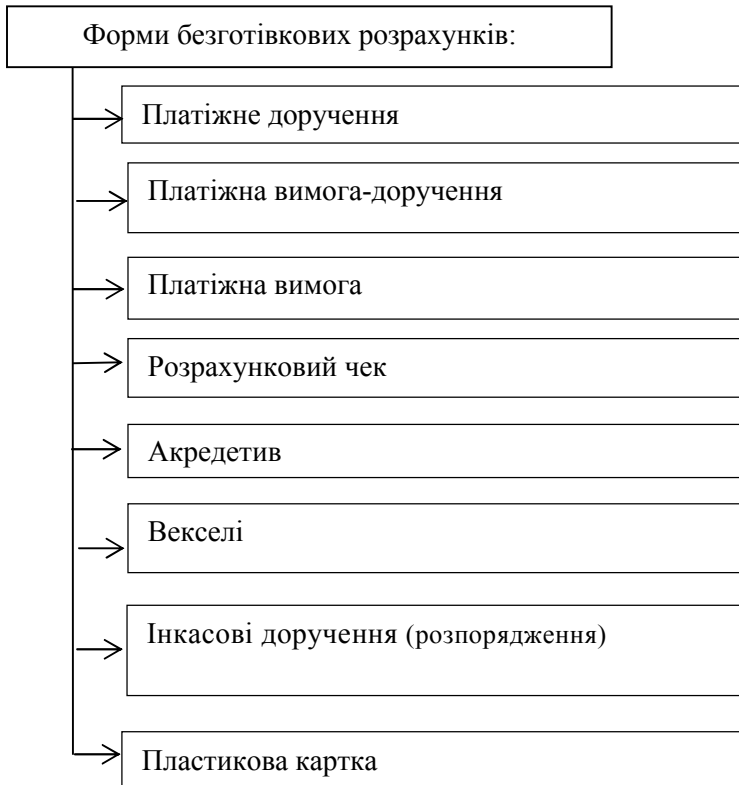 Форми безготівкових розрахунків:
Платіжне доручення
Платіжна вимога-доручення
Платіжна вимога
Розрахунковий чек
Акредетив
Векселі
Інкасові доручення (розпорядження)
Пластикова картка